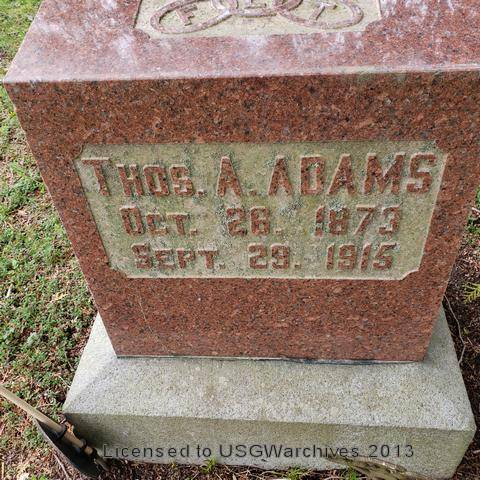 F L T
THOS. A. ADAMS
OCT. 26. 1873
SEPT. 29. 1915
Licensed to USGWarchives 2013